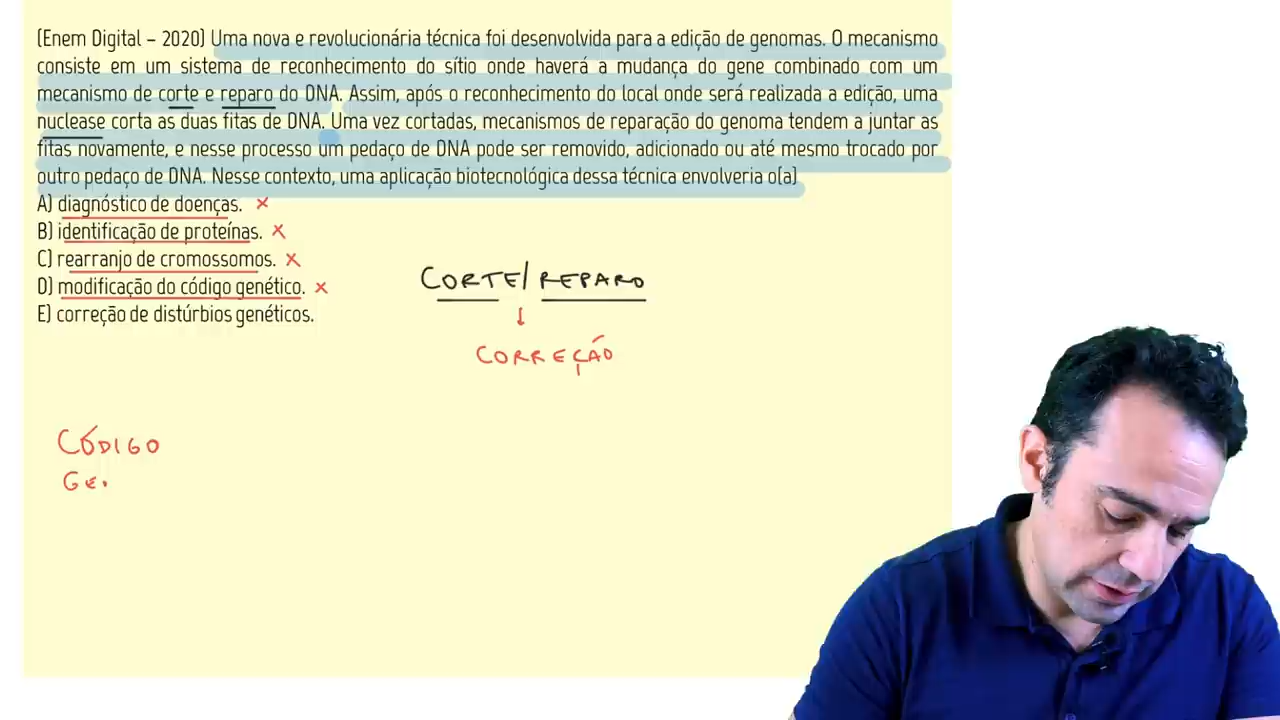 (Enem Digital – 2020) Uma nova e revolucionária técnica foi desenvolvida para a edição de genomas. O mecanismo
consiste em um sistema de reconhecimento do sítio onde haverá a mudança do gene combinado com um
mecanismo de corte e reparo do DNA. Assim, após o reconhecimento do local onde será realizada a edição, uma
nuclease corta as duas fitas de DNA. Uma vez cortadas, mecanismos de reparação do genoma tendem a juntar as
fitas novamente, e nesse processo um pedaço de DNA pode ser removido, adicionado ou até mesmo trocado por
outro pedaço de DNA. Nesse contexto, uma aplicação biotecnológica dessa técnica envolveria o(a)
A) diagnóstico de doenças. x
B) identificação de proteínas. x
C) rearranjo de cromossomos. x
D) modificação do código genético. x
E) correção de distúrbios genéticos.
CORTE/REPARO
↓
CORREÇÃO
CÓDIGO
GE